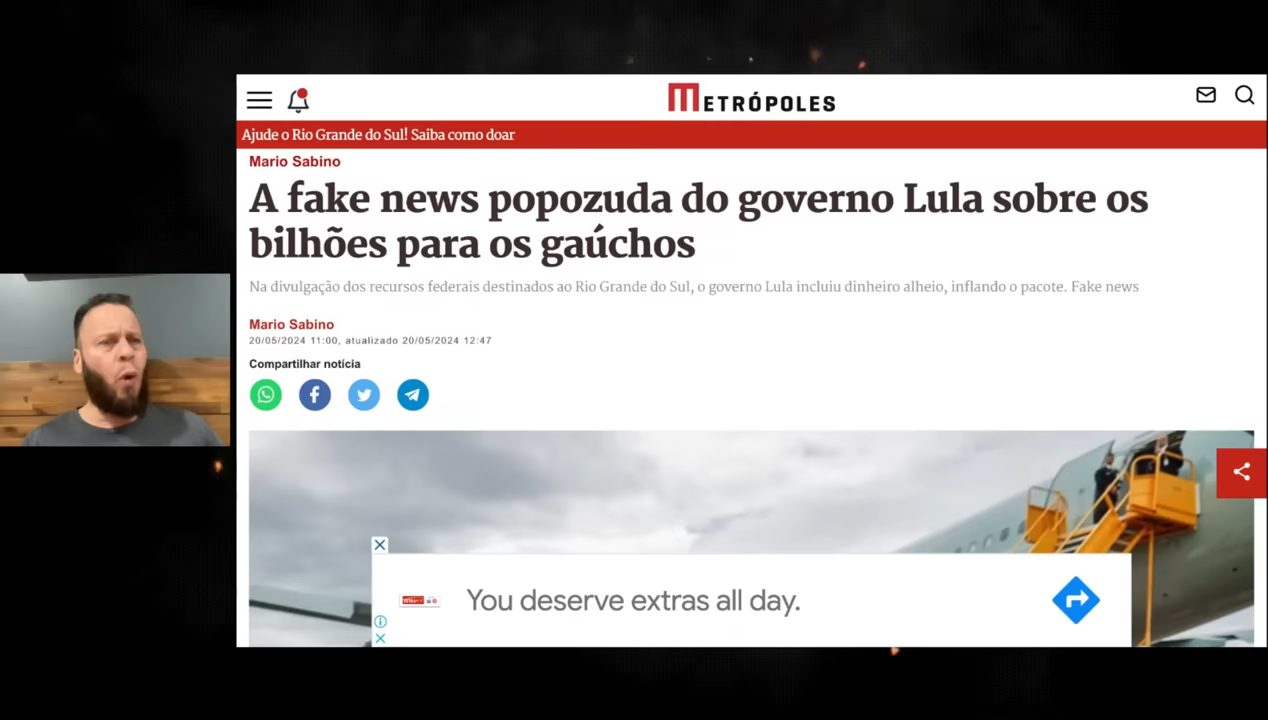 METRÓPOLES
Ajude o Rio Grande do Sul! Saiba como doar
Mario Sabino
A fake news popozuda do governo Lula sobre os
bilhões para os gaúchos
Na divulgação dos recursos federais destinados ao Rio Grande do Sul, o governo Lula incluiu dinheiro alheio, inflando o pacote. Fake news
Mario Sabino
20/05/2024 11:00, atualizado 20/05/2024 12:47
Compartilhar notícia
You deserve extras all day.